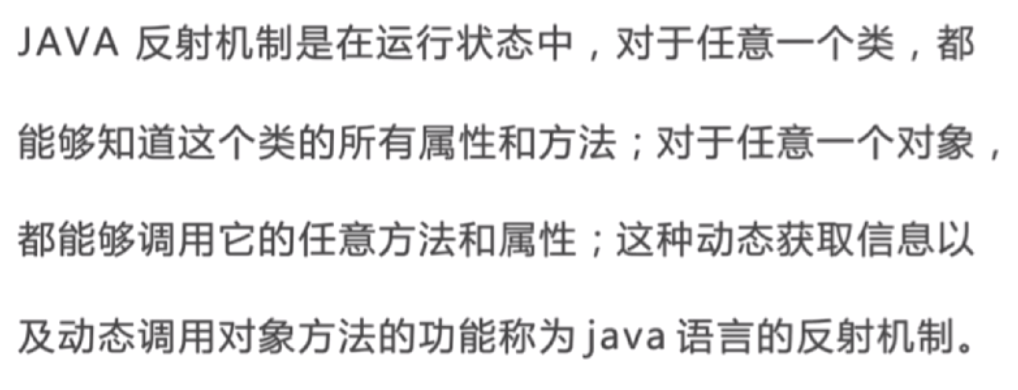 JAVA 反射机制是在运行状态中，对于任意一个类，都
能够知道这个类的所有属性和方法；对于任意一个对象，
都能够调用它的任意方法和属性；这种动态获取信息以
及动态调用对象方法的功能称为 java 语言的反射机制。